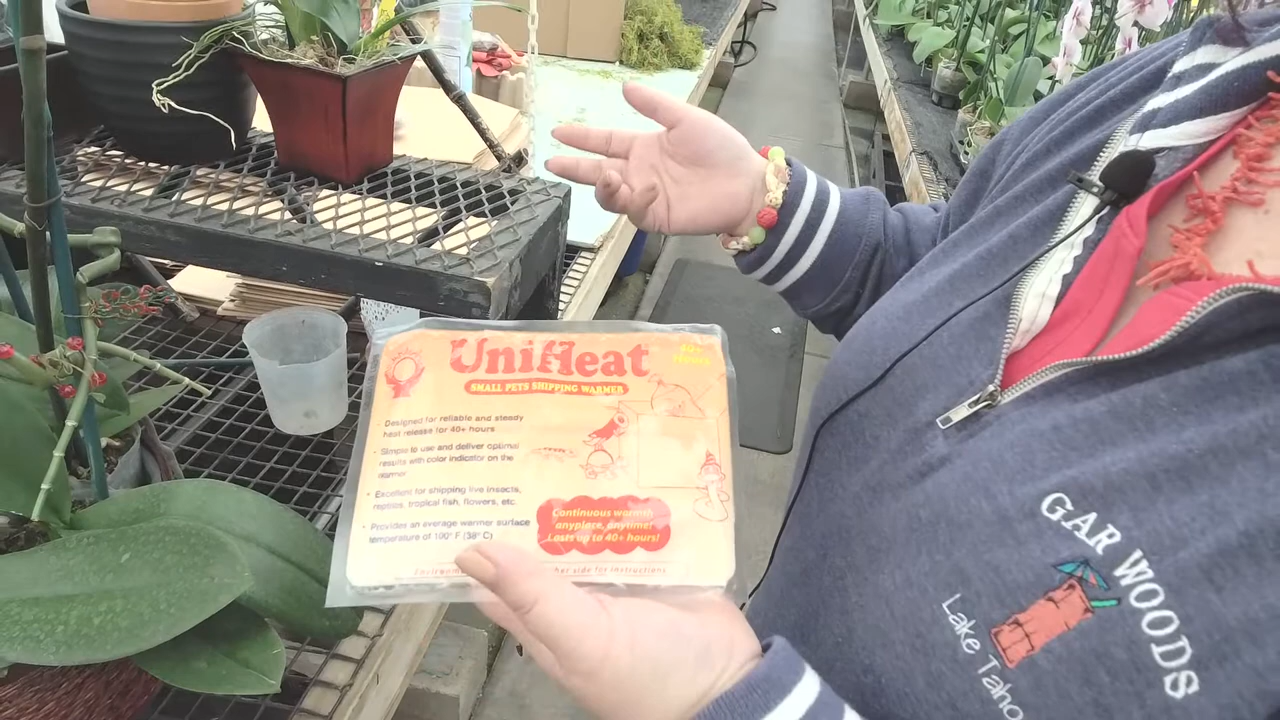 UniHeat
40+
Hours
SMALL PETS SHIPPING WARMER
- Designed for reliable and steady
heat release for 40+ hours
- Simple to use and deliver optimal
results with color indicator on the
warmer
- Excellent for shipping live insects,
reptiles, tropical fish, flowers, etc.
- Provides an average warmer surface
temperature of 100° F (38° C)
Continuous warmth
anyplace, anytime!
Lasts up to 40+ hours!
side for instructions
GAR WOODS
Lake Taho